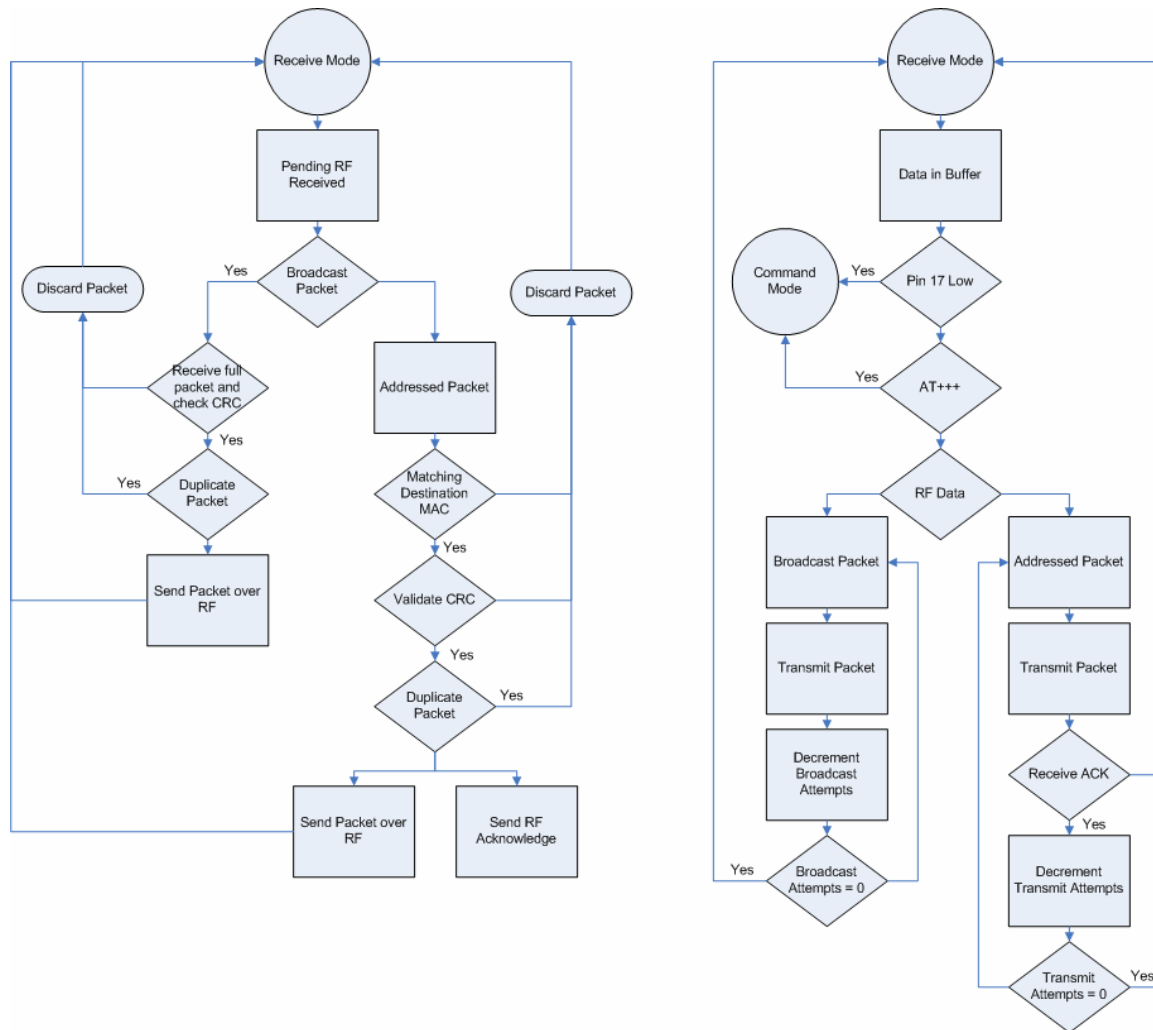 Receive Mode
Pending RF
Received
Yes
Broadcast
Packet
Discard Packet
Discard Packet
Receive full
packet and
check CRC
Addressed Packet
Yes
Yes
Duplicate
Packet
Matching
Destination
MAC
Yes
Send Packet over
RF
Validate CRC
Yes
Duplicate
Packet
Yes
Send Packet over
RF
Send RF
Acknowledge
Receive Mode
Data in Buffer
Command
Mode
Yes
Pin 17 Low
Yes
AT+++
RF Data
Broadcast Packet
Addressed Packet
Transmit Packet
Transmit Packet
Decrement
Broadcast
Attempts
Receive ACK
Yes
Yes
Broadcast
Attempts = 0
Decrement
Transmit Attempts
Transmit
Attempts = 0
Yes